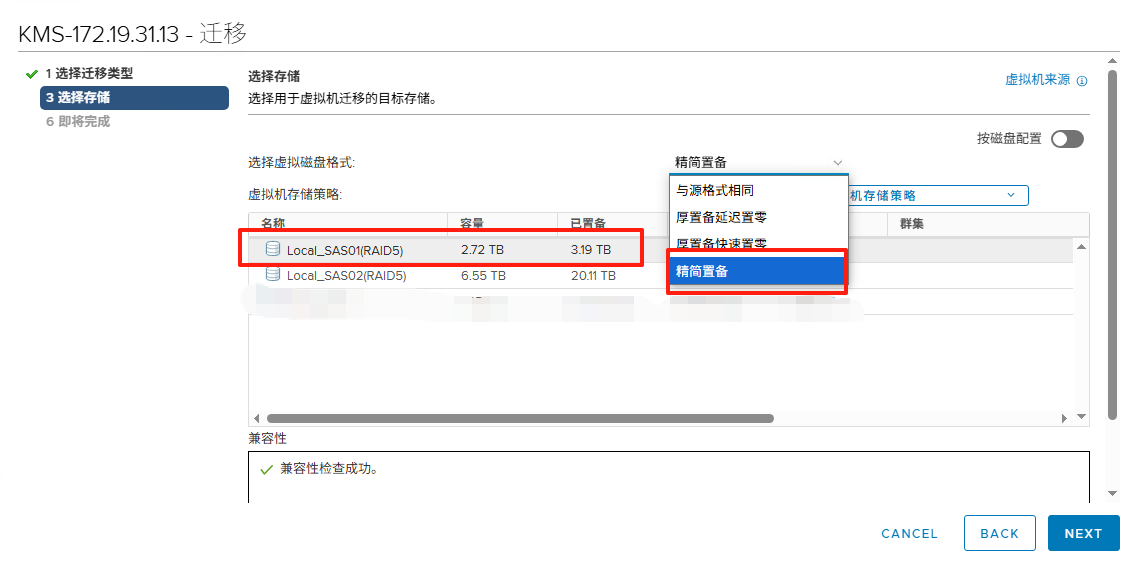 KMS-172.19.31.13 - 迁移
1 选择迁移类型
3 选择存储
6 即将完成
选择存储
选择用于虚拟机迁移的目标存储。
虚拟机来源
按磁盘配置
选择虚拟磁盘格式:
精简置备
虚拟机存储策略:
机存储策略
与源格式相同
厚置备延迟置零
厚置备快速置零
精简置备
名称 容量 已置备 群集
Local_SAS01(RAID5) 2.72 TB 3.19 TB
Local_SAS02(RAID5) 6.55 TB 20.11 TB
兼容性
兼容性检查成功。
CANCEL BACK NEXT